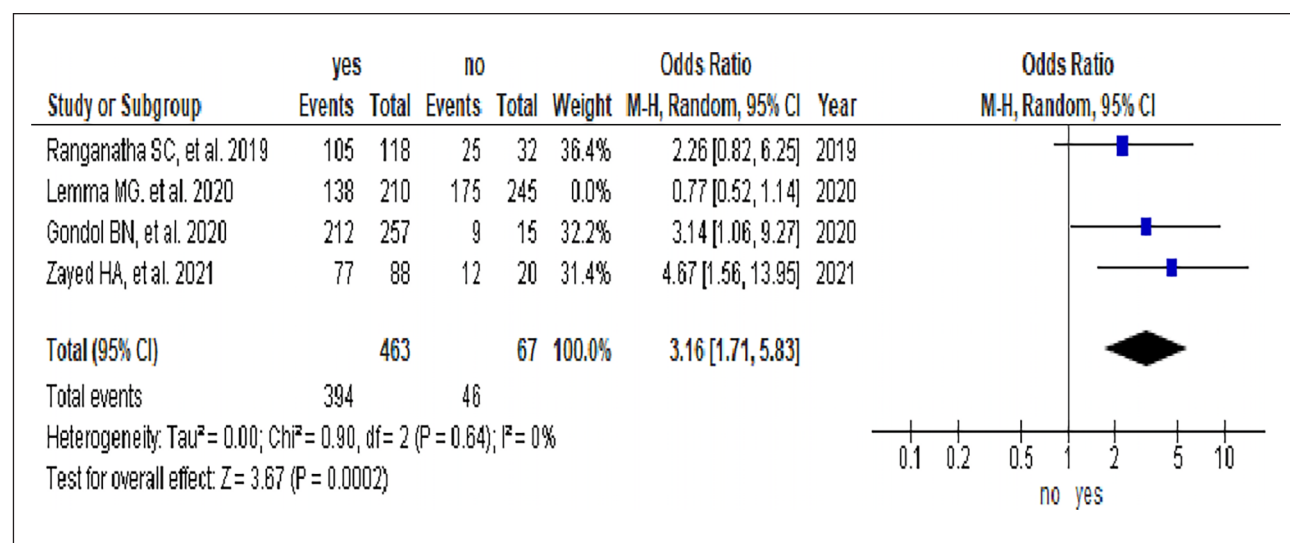 yes no Odds Ratio Odds Ratio
Study or Subgroup Events Total Events Total Weight M-H, Random, 95% CI Year M-H, Random, 95% CI
Ranganatha SC, et al. 2019 105 118 25 32 36.4% 2.26 [0.82, 6.25] 2019
Lemma MG. et al. 2020 138 210 175 245 0.0% 0.77 [0.52, 1.14] 2020
Gondol BN, et al. 2020 212 257 9 15 32.2% 3.14 [1.06, 9.27] 2020
Zayed HA, et al. 2021 77 88 12 20 31.4% 4.67 [1.56, 13.95] 2021
Total (95% CI) 463 67 100.0% 3.16 [1.71, 5.83]
Total events 394 46
Heterogeneity: Tau² = 0.00; Chi² = 0.90, df = 2 (P = 0.64); I² = 0%
Test for overall effect: Z = 3.67 (P = 0.0002)
0.1 0.2 0.5 1 2 5 10
no yes